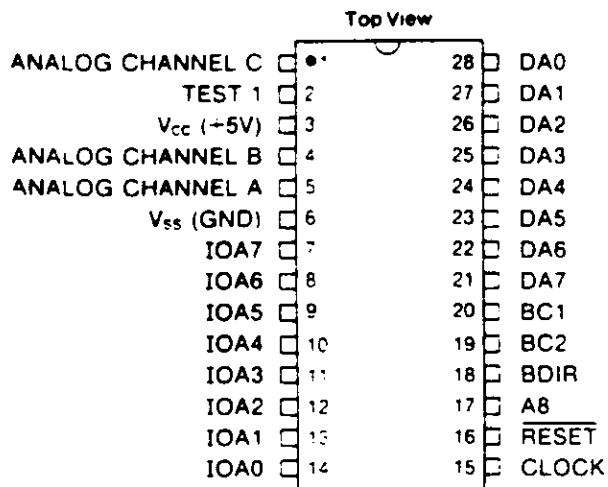 Top View
ANALOG CHANNEL C 1 28 DA0
TEST 1 2 27 DA1
Vcc (+5V) 3 26 DA2
ANALOG CHANNEL B 4 25 DA3
ANALOG CHANNEL A 5 24 DA4
Vss (GND) 6 23 DA5
IOA7 7 22 DA6
IOA6 8 21 DA7
IOA5 9 20 BC1
IOA4 10 19 BC2
IOA3 11 18 BDIR
IOA2 12 17 A8
IOA1 13 16 RESET
IOA0 14 15 CLOCK